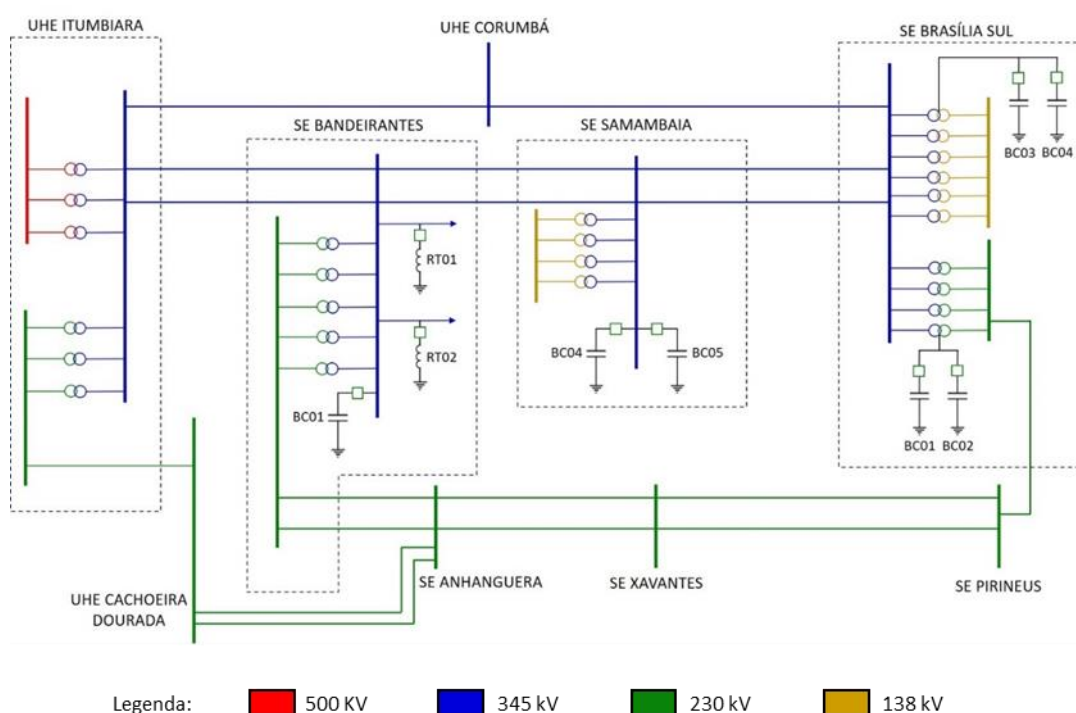 UHE ITUMBIARA
UHE CORUMBÁ
SE BRASÍLIA SUL
SE BANDEIRANTES
SE SAMAMBAIA
BC03
BC04
RT01
RT02
BC04
BC05
BC01
BC01
BC02
SE ANHANGUERA
SE XAVANTES
SE PIRINEUS
UHE CACHOEIRA
DOURADA
Legenda:
500 KV
345 kV
230 kV
138 kV